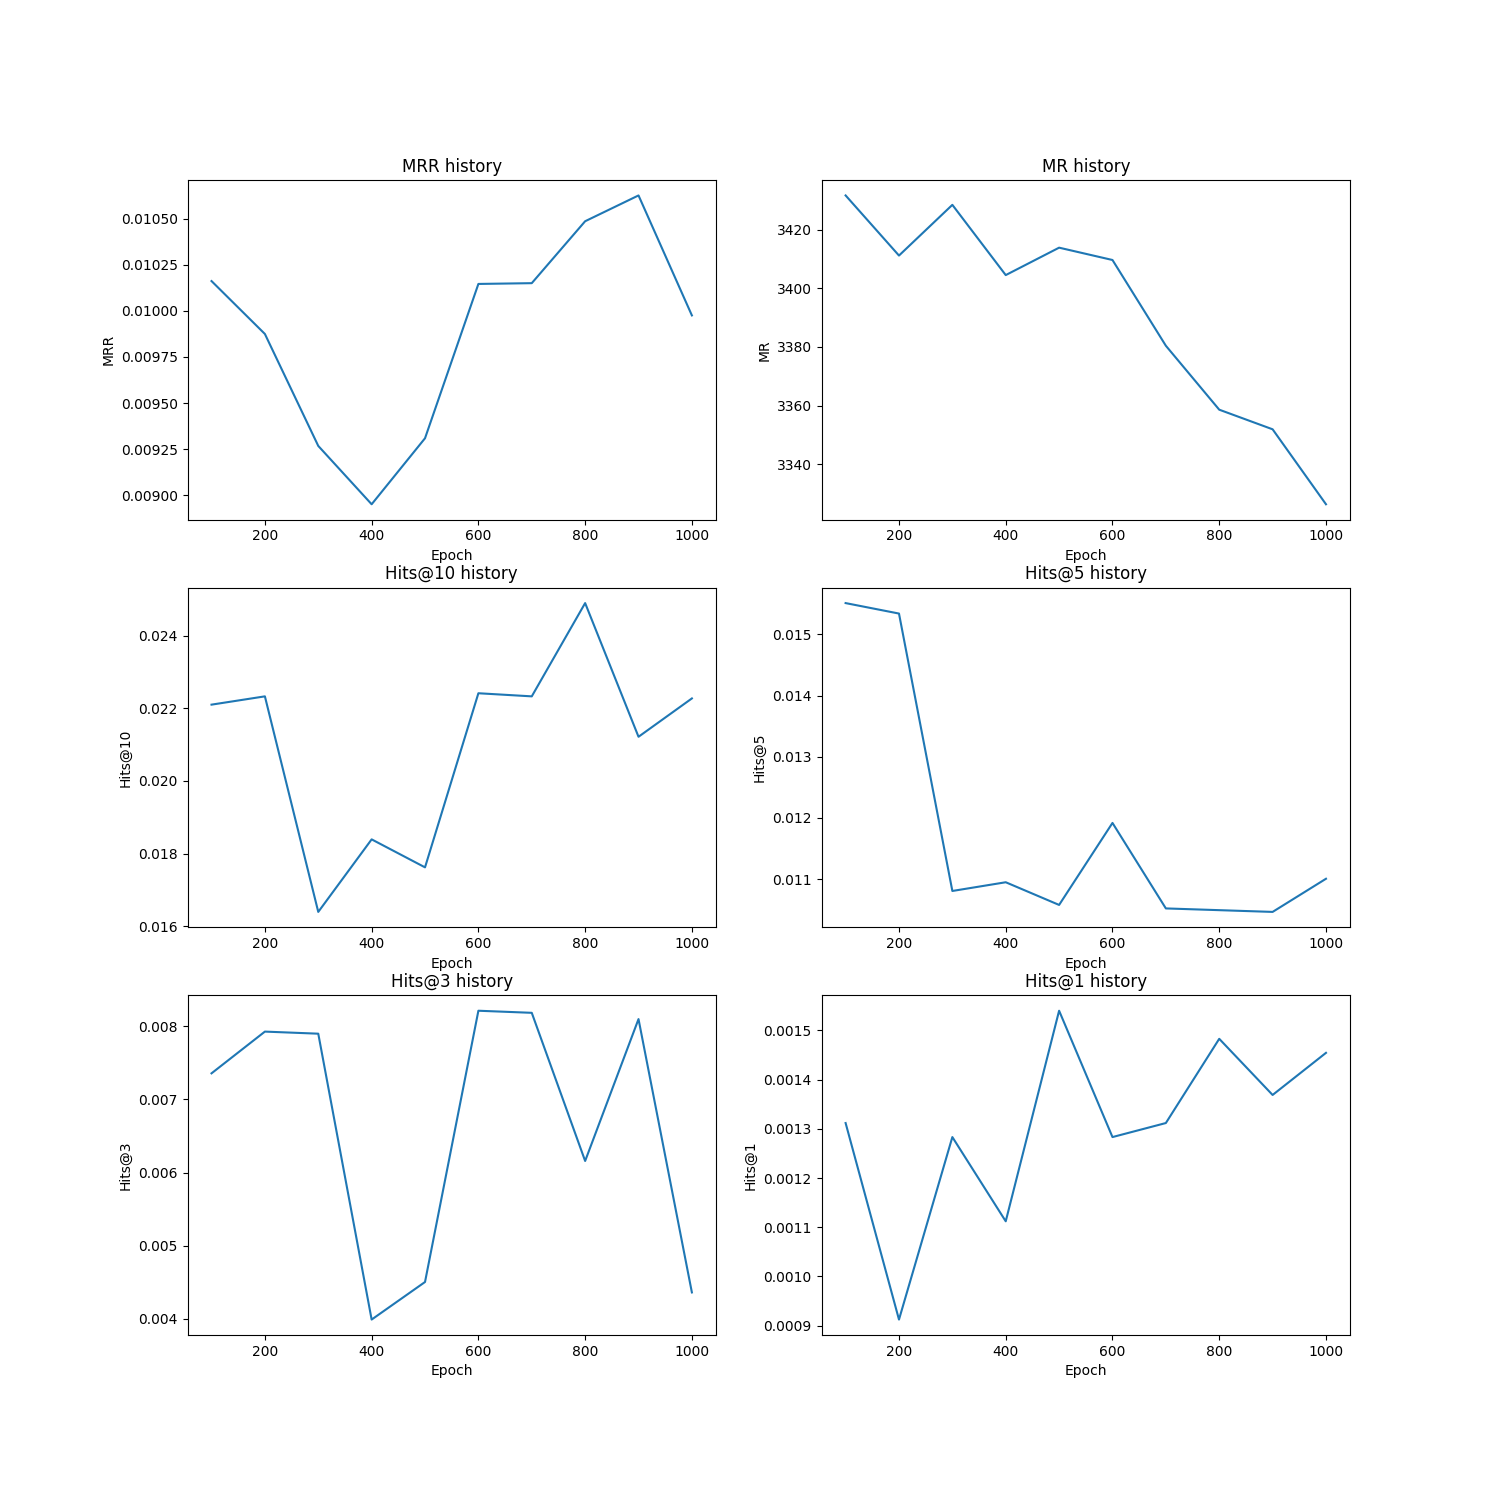 MRR history
MRR
0.01050
0.01025
0.01000
0.00975
0.00950
0.00925
0.00900
200 400 600 800 1000
Epoch
MR history
MR
3420
3400
3380
3360
3340
200 400 600 800 1000
Epoch
Hits@10 history
Hits@10
0.024
0.022
0.020
0.018
0.016
200 400 600 800 1000
Epoch
Hits@5 history
Hits@5
0.015
0.014
0.013
0.012
0.011
200 400 600 800 1000
Epoch
Hits@3 history
Hits@3
0.008
0.007
0.006
0.005
0.004
200 400 600 800 1000
Epoch
Hits@1 history
Hits@1
0.0015
0.0014
0.0013
0.0012
0.0011
0.0010
0.0009
200 400 600 800 1000
Epoch